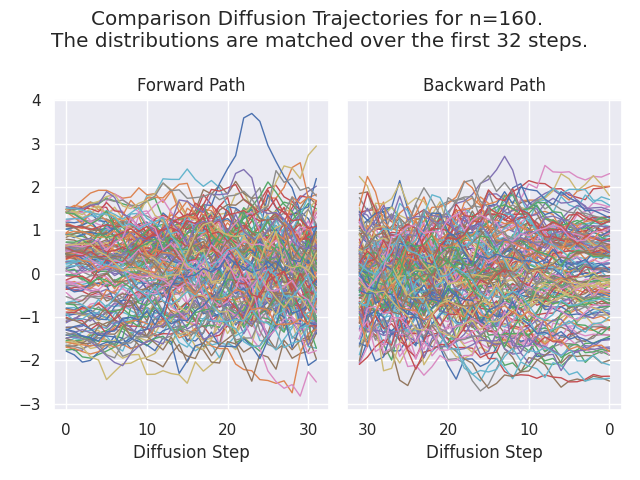 Comparison Diffusion Trajectories for n=160.
The distributions are matched over the first 32 steps.
Forward Path
Backward Path
4
3
2
1
0
−1
−2
−3
0 10 20 30
30 20 10 0
Diffusion Step
Diffusion Step